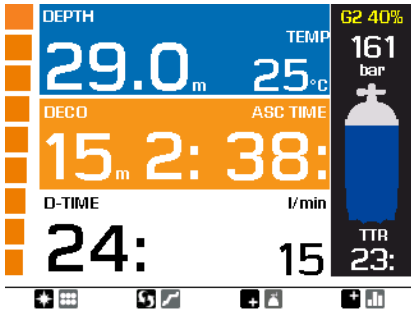 DEPTH
TEMP
29.0m 25°C
DECO ASC TIME
15m 2: 38:
D-TIME l/min
24: 15
G2 40%
161
bar
TTR
23: